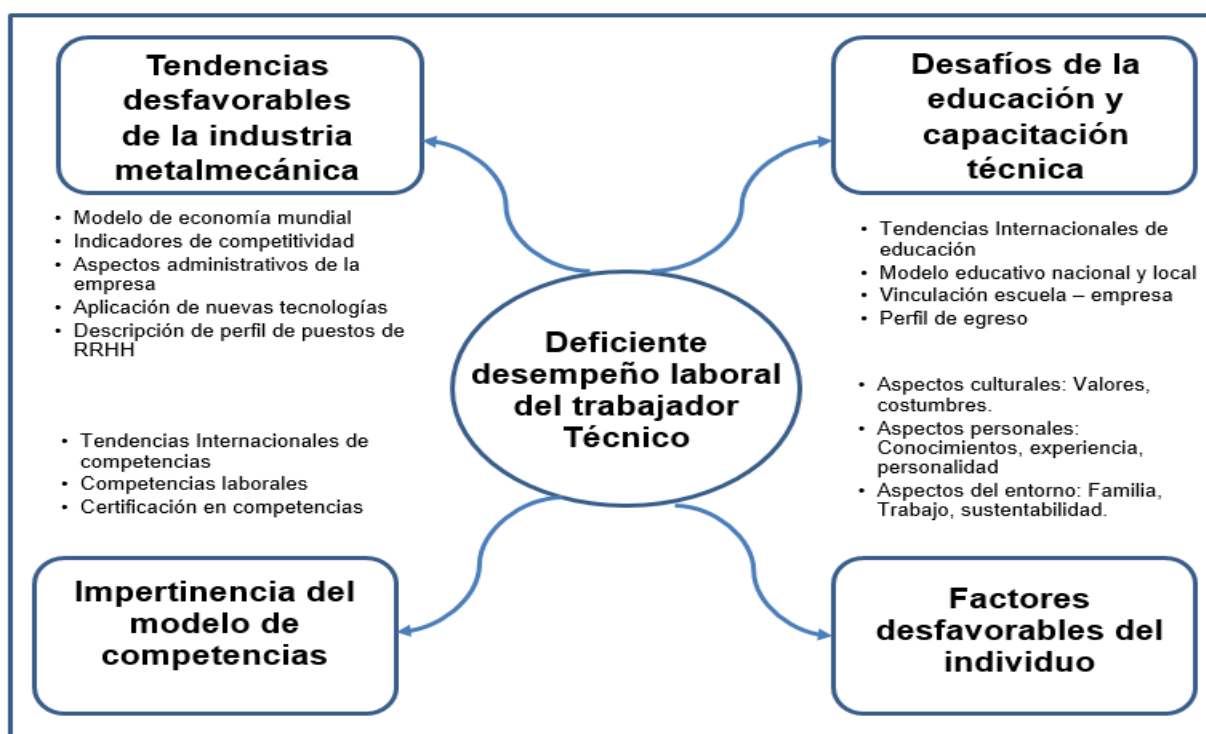 Tendencias
desfavorables
de la industria
metalmecánica
• Modelo de economía mundial
• Indicadores de competitividad
• Aspectos administrativos de la
empresa
• Aplicación de nuevas tecnologías
• Descripción de perfil de puestos de
RRHH
Desafíos de la
educación y
capacitación
técnica
• Tendencias Internacionales de
educación
• Modelo educativo nacional y local
• Vinculación escuela – empresa
• Perfil de egreso
Deficiente
desempeño laboral
del trabajador
Técnico
• Tendencias Internacionales de
competencias
• Competencias laborales
• Certificación en competencias
Impertinencia del
modelo de
competencias
• Aspectos culturales: Valores,
costumbres.
• Aspectos personales:
Conocimientos, experiencia,
personalidad
• Aspectos del entorno: Familia,
Trabajo, sustentabilidad.
Factores
desfavorables del
individuo